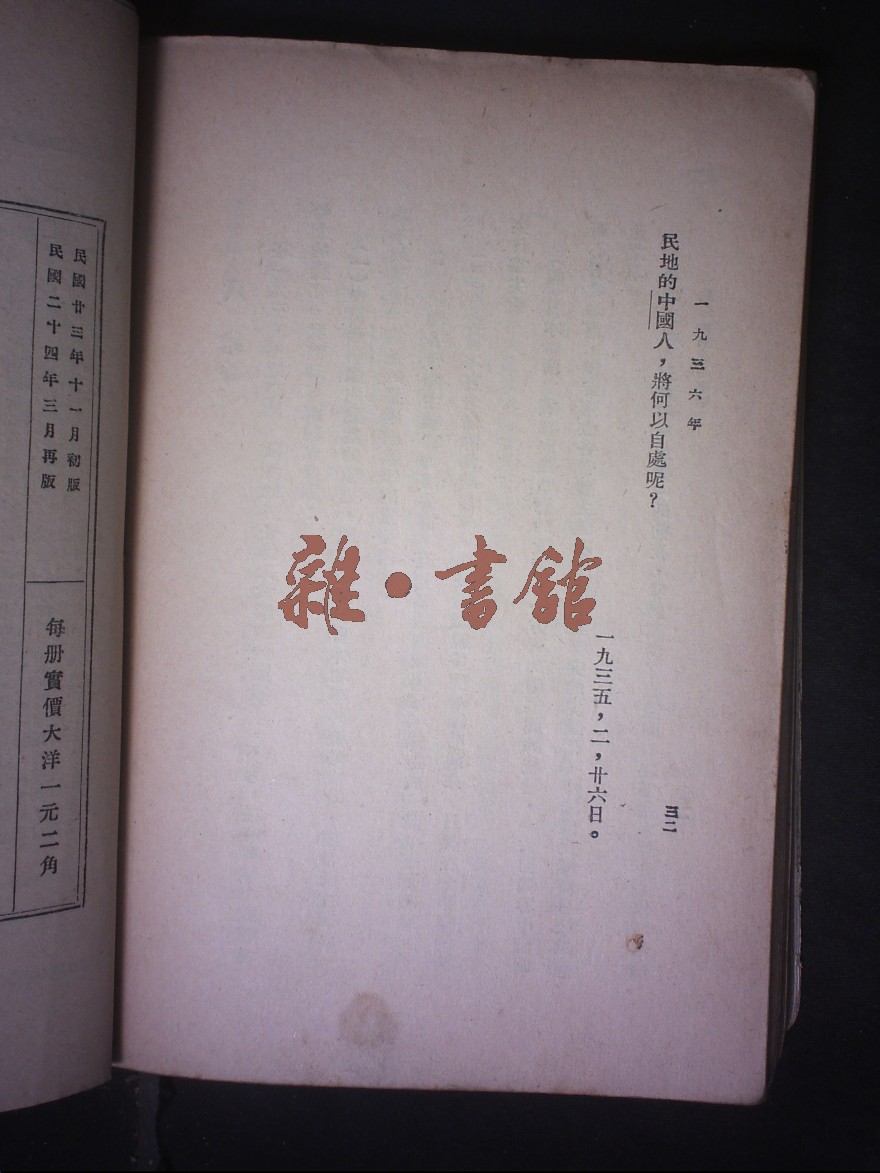 一九三六年
民地的中國人，將何以自處呢？
一九三五，二，廿六日。
三二
雜·書館
民國廿三年十一月初版
民國二十四年三月再版
每册實價大洋一元二角